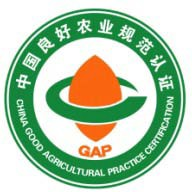 中国良好农业规范认证
GAP
CHINA GOOD AGRICULTURAL PRACTICE CERTIFICATION